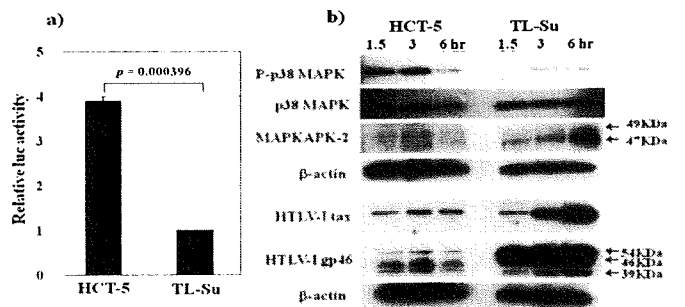 a)
5
4
3
2
1
0
Relative luc activity
p = 0.000396
HCT-5 TL-Su
b)
HCT-5 TL-Su
1.5 3 6 hr 1.5 3 6 hr
P-p38 MAPK
p38 MAPK
MAPKAPK-2
49KDa
47KDa
β-actin
HTLV-I tax
HTLV-I gp46
54KDa
46KDa
39KDa
β-actin